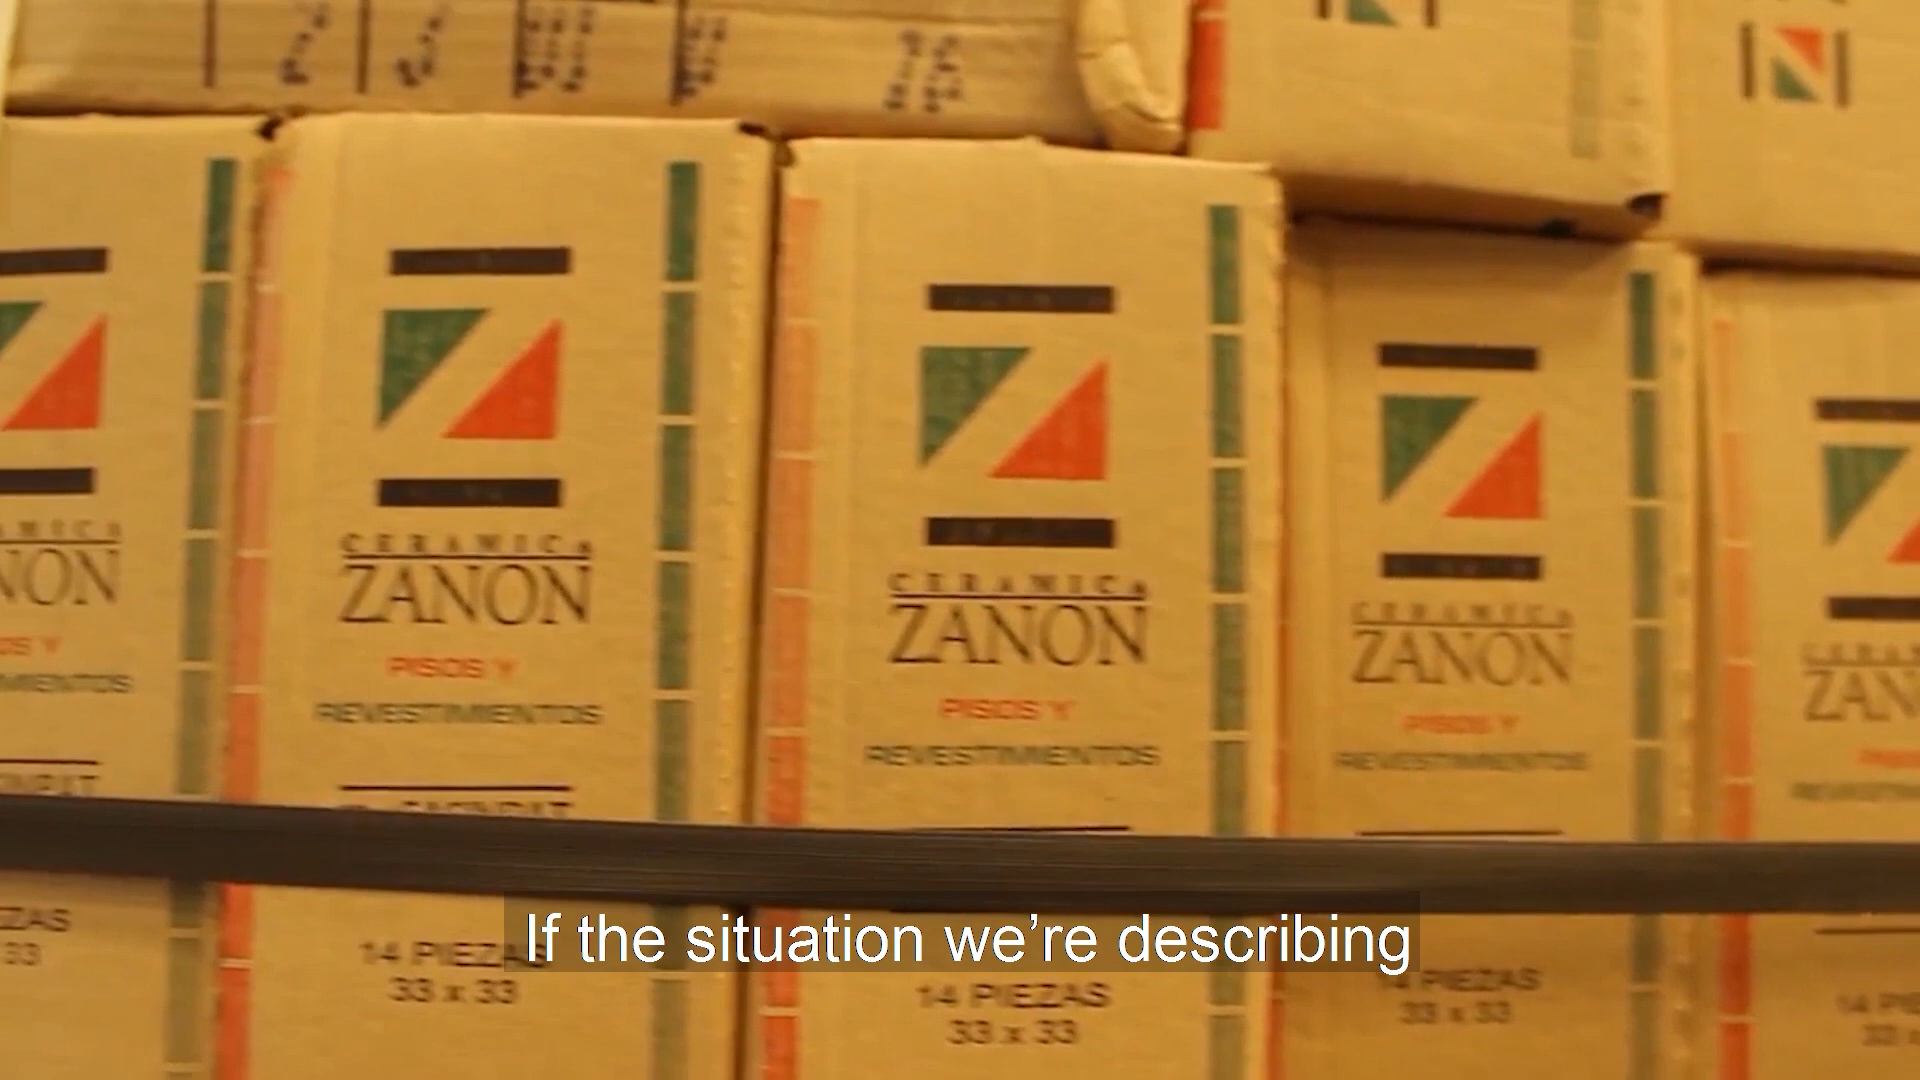 CERAMICA
ZANON
PISOS Y
REVESTIMIENTOS
14 PIEZAS
33 x 33
CERAMICA
ZANON
PISOS Y
REVESTIMIENTOS
14 PIEZAS
33 x 33
CERAMICA
ZANON
PISOS Y
REVESTIMIENTOS
14 PIEZAS
33 x 33
If the situation we're describing